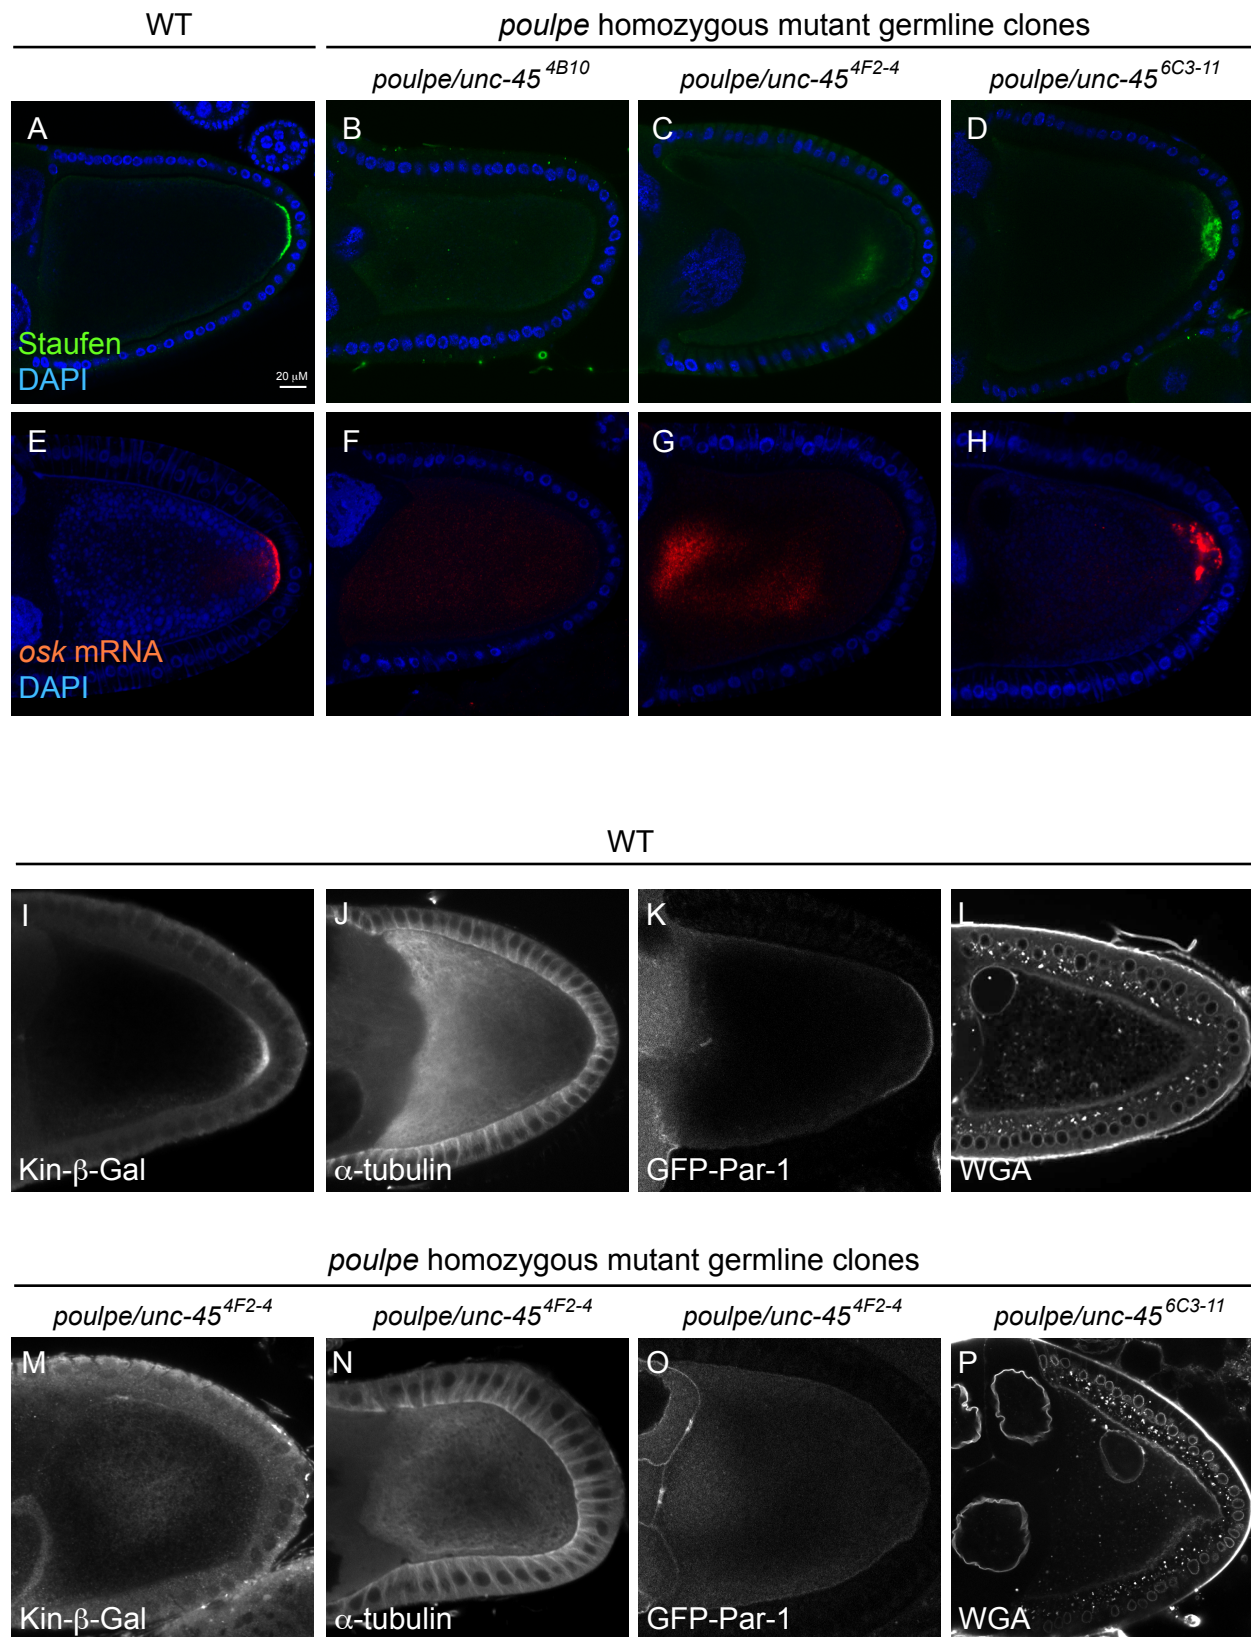 WT
poulpe homozygous mutant germline clones
poulpe/unc-45^4B10 poulpe/unc-45^4F2-4 poulpe/unc-45^6C3-11
A B C D
Staufen
DAPI
20 µM
E F G H
osk mRNA
DAPI
WT
I J K L
Kin-β-Gal α-tubulin GFP-Par-1 WGA
poulpe homozygous mutant germline clones
poulpe/unc-45^4F2-4 poulpe/unc-45^4F2-4 poulpe/unc-45^4F2-4 poulpe/unc-45^6C3-11
M N O P
Kin-β-Gal α-tubulin GFP-Par-1 WGA